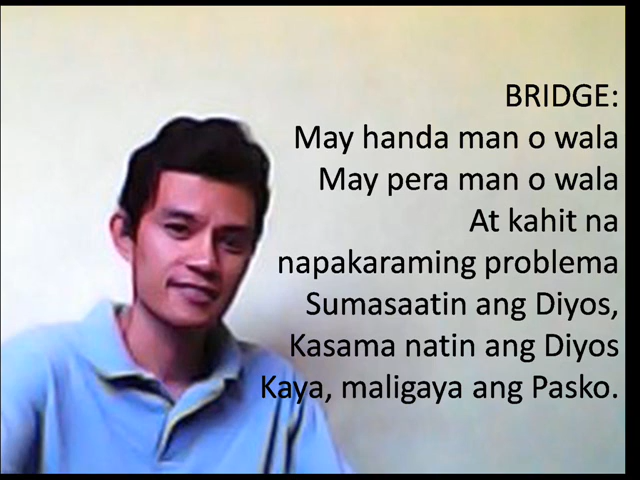 BRIDGE:
May handa man o wala
May pera man o wala
At kahit na
napakaraming problema
Sumasaatin ang Diyos,
Kasama natin ang Diyos
Kaya, maligaya ang Pasko.